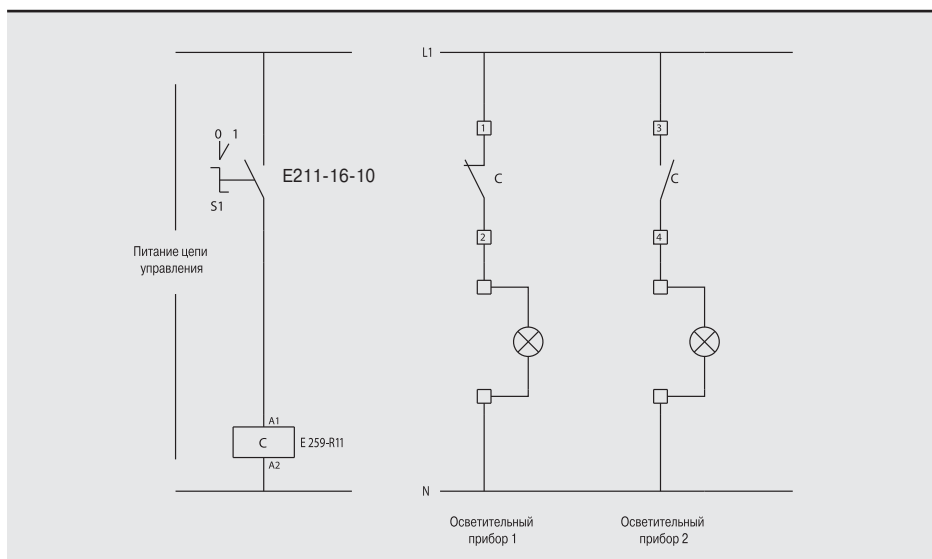 L1
0 1
1
3
E211-16-10
C
C
S1
2
4
Питание цепи
управления
A1
C
E 259-R11
A2
N
Осветительный
прибор 1
Осветительный
прибор 2